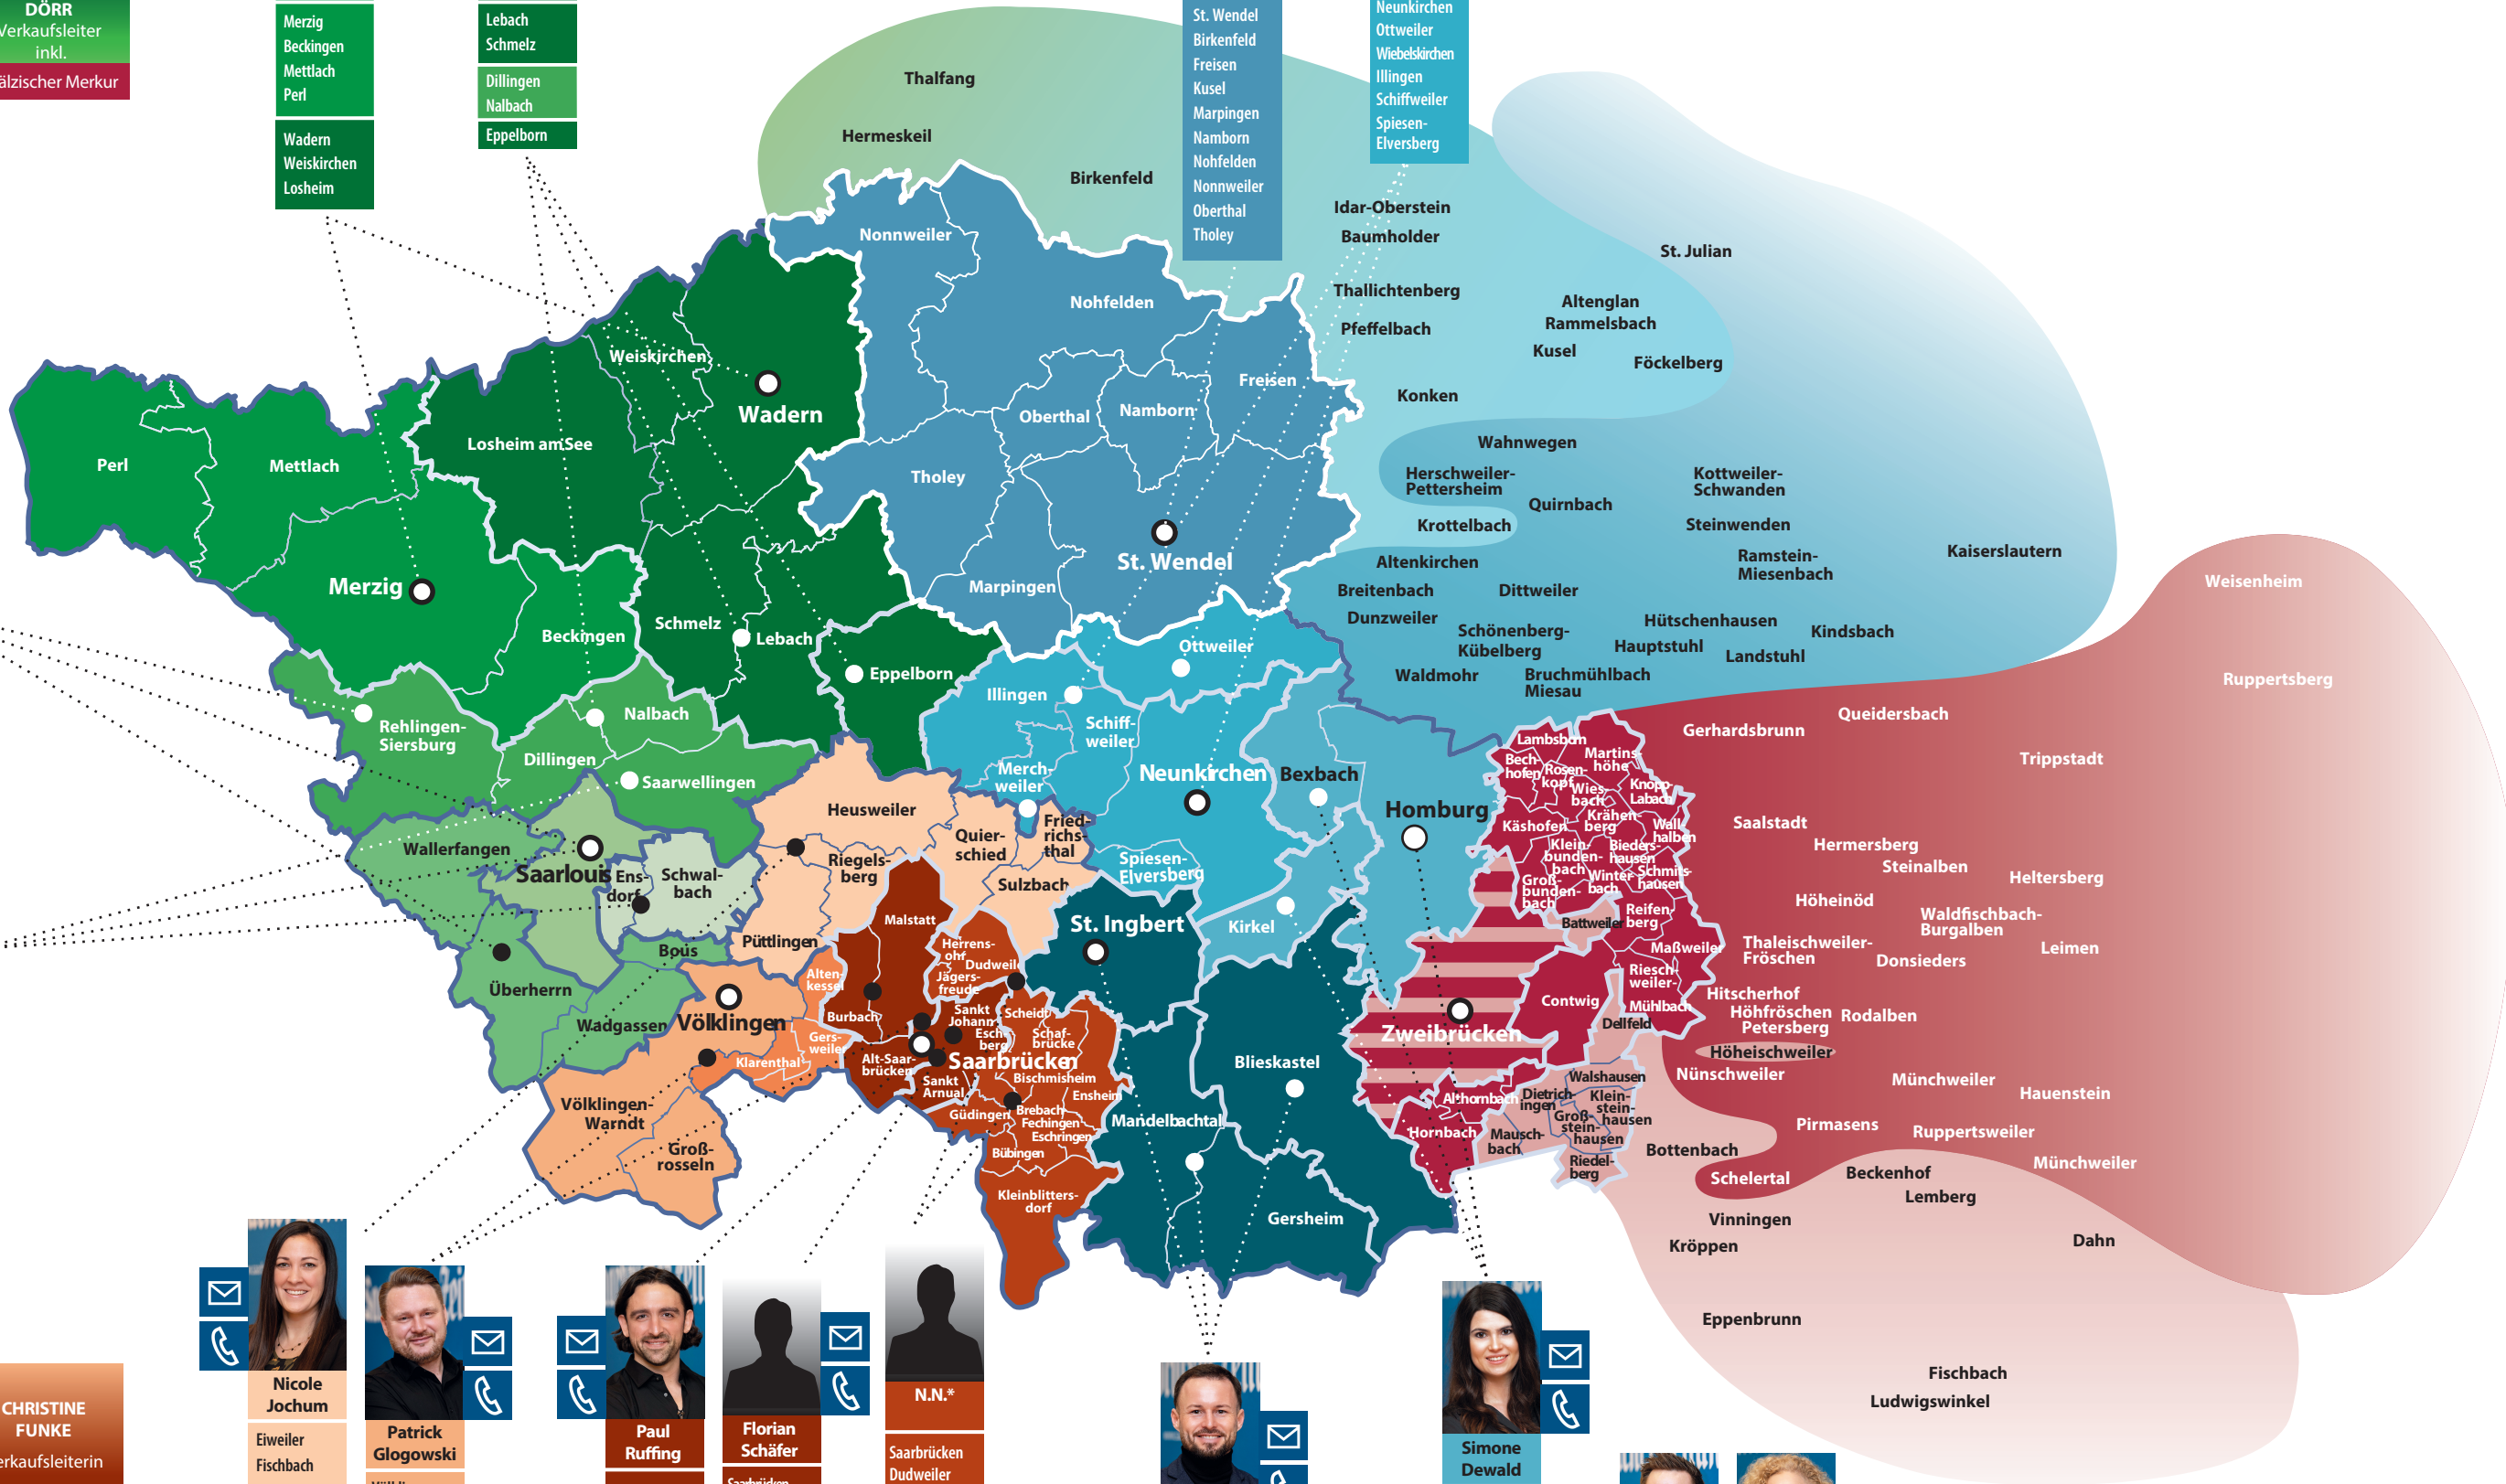 DÖRR
Verkaufsleiter
inkl.
älzischer Merkur
Merzig
Beckingen
Mettlach
Perl
Wadern
Weiskirchen
Losheim
Lebach
Schmelz
Dillingen
Nalbach
Eppelborn
St. Wendel
Birkenfeld
Freisen
Kusel
Marpingen
Namborn
Nohfelden
Nonnweiler
Oberthal
Tholey
Neunkirchen
Ottweiler
Wiebelskirchen
Illingen
Schiffweiler
Spiesen-
Elversberg
Thalfang
Hermeskeil
Birkenfeld
Idar-Oberstein
Baumholder
St. Julian
Thallichtenberg
Altenglan
Pfeffelbach
Rammelsbach
Kusel
Föckelberg
Konken
Wahnwegen
Herschweiler-
Pettersheim
Kottweiler-
Schwanden
Quirnbach
Krottelbach
Steinwenden
Altenkirchen
Ramstein-
Miesenbach
Kaiserslautern
Breitenbach
Dittweiler
Dunzweiler
Hütschenhausen
Schönenberg-
Kübelberg
Kindsbach
Hauptstuhl
Landstuhl
Waldmohr
Bruchmühlbach
Miesau
Nonnweiler
Nohfelden
Weiskirchen
Wadern
Freisen
Oberthal
Namborn
Losheim am See
Perl
Mettlach
Tholey
Merzig
St. Wendel
Marpingen
Beckingen
Schmelz
Lebach
Eppelborn
Ottweiler
Illingen
Rehlingen-
Siersburg
Nalbach
Schiff-
weiler
Dillingen
Saarwellingen
Merch-
weiler
Neunkirchen
Bexbach
Homburg
Heusweiler
Wallerfangen
Saarlouis
Ens-
dorf
Schwal-
bach
Riegels-
berg
Quier-
schied
Fried-
richs-
thal
Sulzbach
Spiesen-
Elversberg
Kirkel
St. Ingbert
Püttlingen
Bous
Überherrn
Wadgassen
Völklingen
Malstatt
Herrens-
ohr
Dudweiler
Jägers-
freude
Alten-
kessel
Burbach
Sankt
Johann
Esch-
berg
Scheidt
Schaf-
brücke
Gers-
weiler
Klarenthal
Alt-Saar-
brücken
Saarbrücken
Sankt
Arnual
Bischmisheim
Ensheim
Güdingen
Brebach
Fechingen
Eschringen
Bübingen
Kleinblitters-
dorf
Völklingen-
Warndt
Groß-
rosseln
Mandelbachtal
Blieskastel
Gersheim
Lambsborn
Bech-
hofen
Martins-
höhe
Rosen-
kopf
Wies-
bach
Knopp
Labach
Käshofen
Krähen-
berg
Wall-
halben
Klein-
bunden-
bach
Bieders-
hausen
Groß-
bunden-
bach
Winter-
bach
Schmits-
hausen
Battweiler
Reifen-
berg
Maßweiler
Riesch-
weiler-
Mühlbach
Contwig
Dellfeld
Zweibrücken
Walshausen
Althornbach
Dietrich-
ingen
Klein-
stein-
hausen
Groß-
stein-
hausen
Hornbach
Mausch-
bach
Riedel-
berg
Weisenheim
Ruppertsberg
Queidersbach
Gerhardsbrunn
Trippstadt
Saalstadt
Hermersberg
Steinalben
Heltersberg
Höheinöd
Waldfischbach-
Burgalben
Thaleischweiler-
Fröschen
Leimen
Donsieders
Hitscherhof
Höhfröschen
Petersberg
Rodalben
Höheischweiler
Nünschweiler
Münchweiler
Hauenstein
Pirmasens
Ruppertsweiler
Bottenbach
Münchweiler
Schelertal
Beckenhof
Lemberg
Vinningen
Kröppen
Dahn
Eppenbrunn
Fischbach
Ludwigswinkel
CHRISTINE
FUNKE
erkaufsleiterin
Nicole
Jochum
Eiweiler
Fischbach
Patrick
Glogowski
Paul
Ruffing
Florian
Schäfer
Saarbrücken
N.N.*
Saarbrücken
Dudweiler
Simone
Dewald